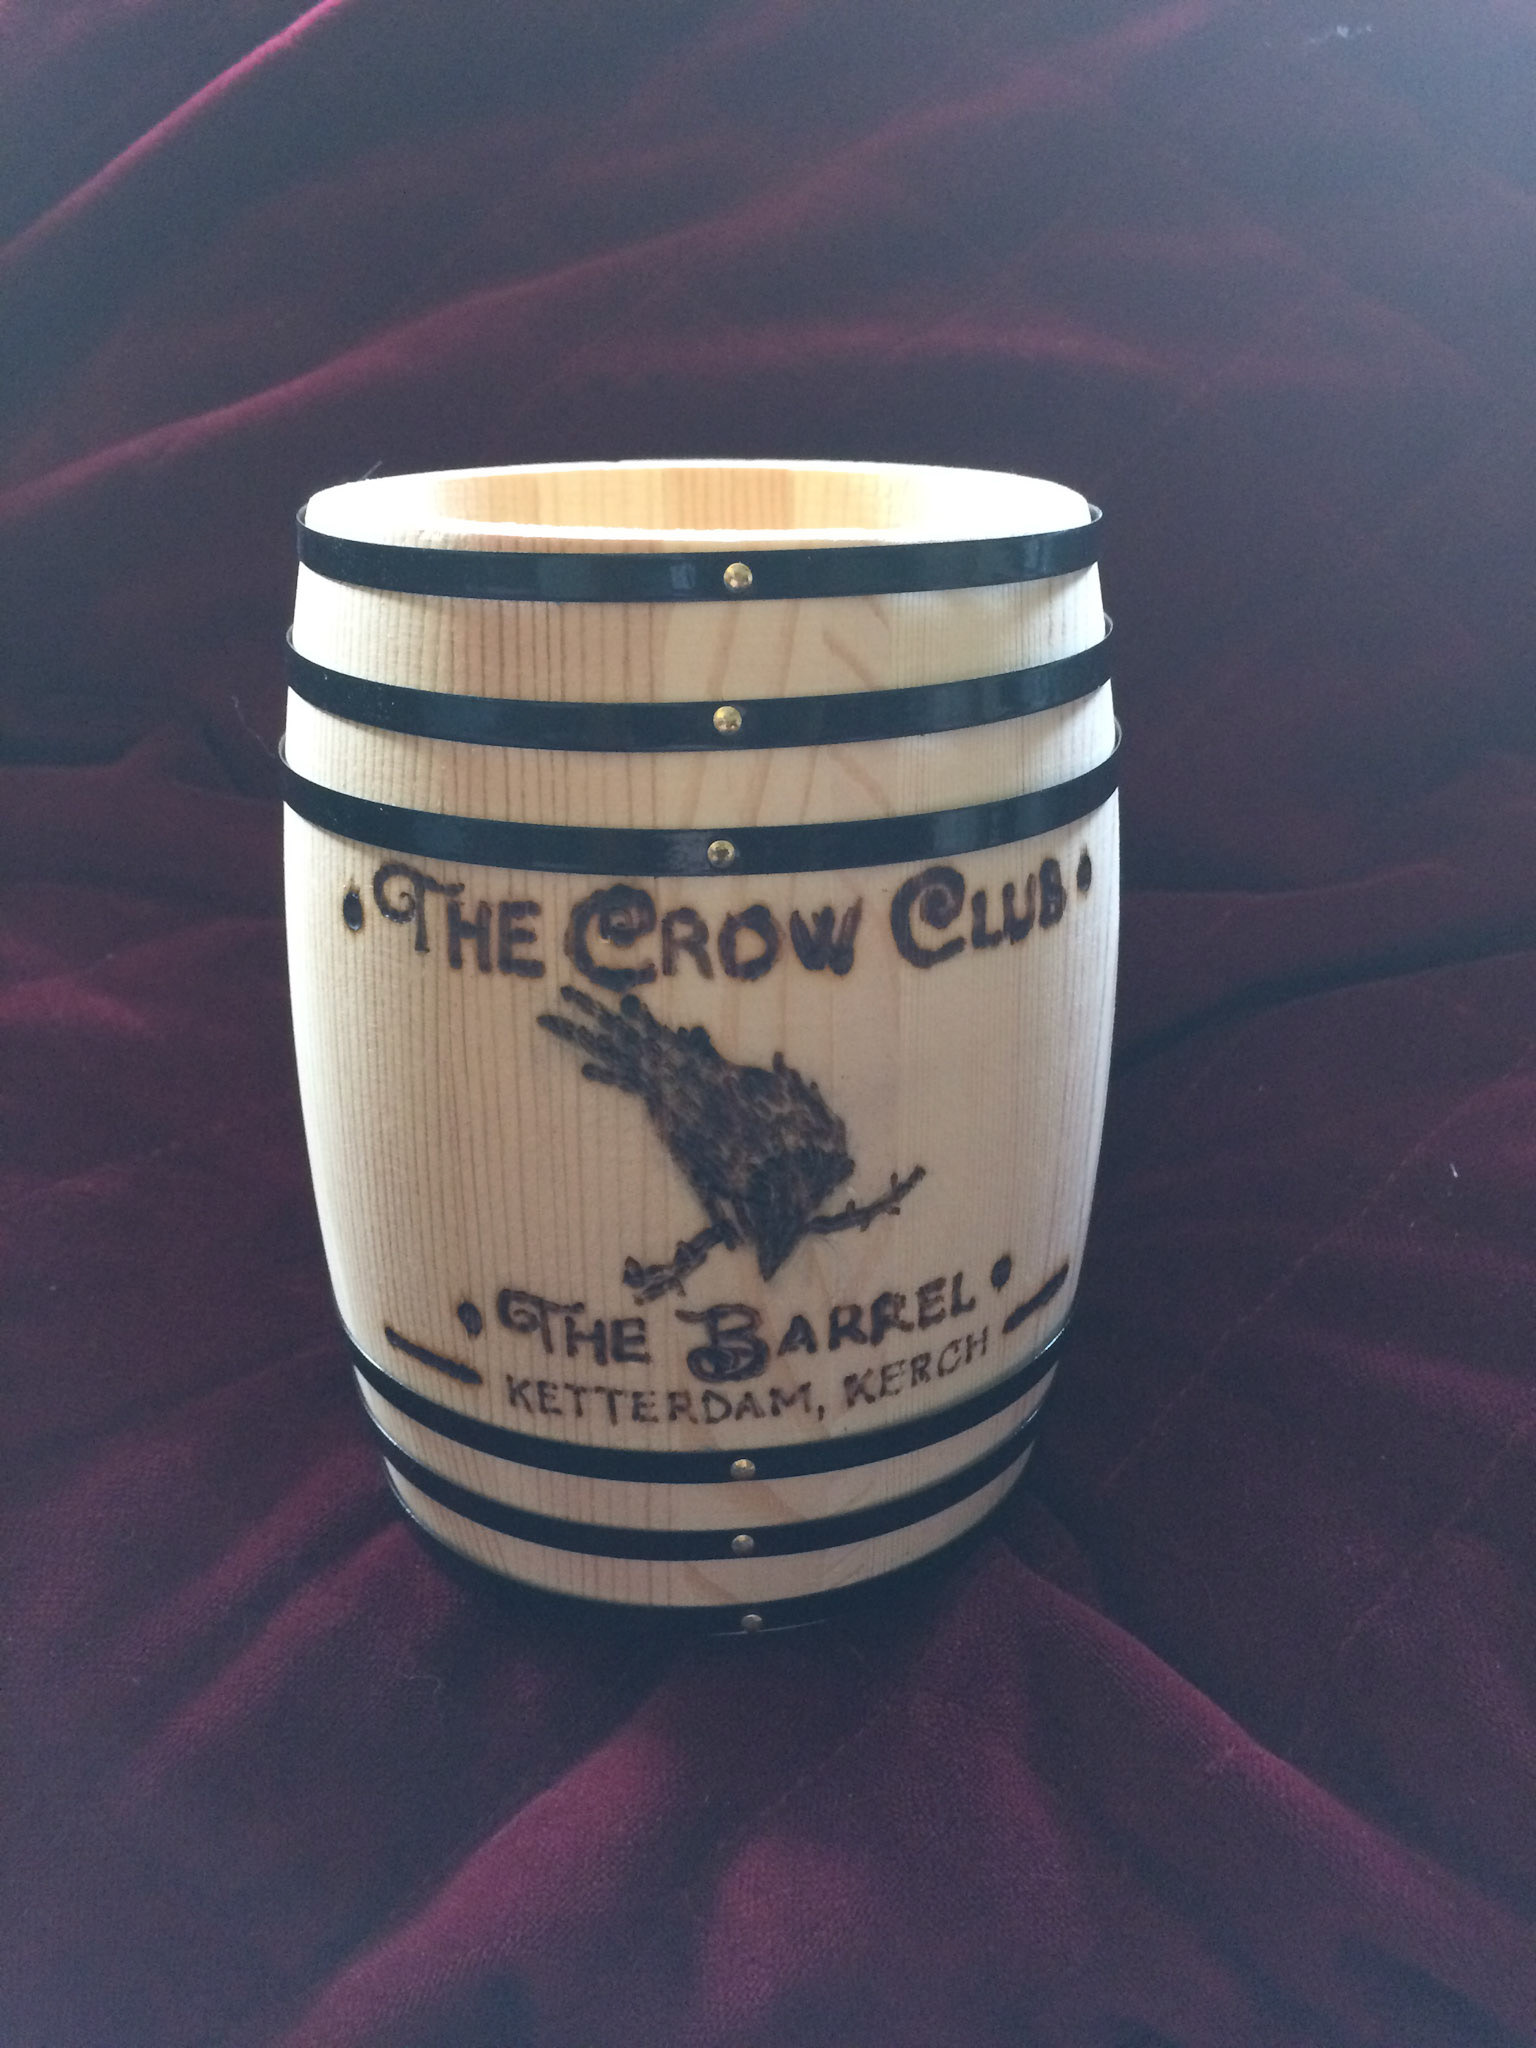 THE CROW CLUB
THE BARREL
KETTERDAM, KERCH